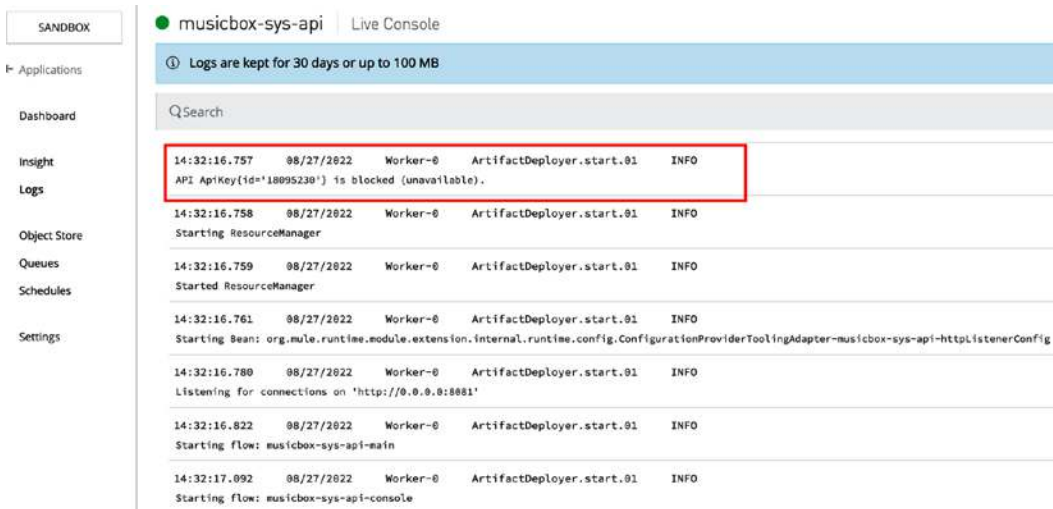 SANDBOX
musicbox-sys-api Live Console
Applications
Logs are kept for 30 days or up to 100 MB
Dashboard
Search
Insight
Logs
Object Store
Queues
Schedules
Settings
14:32:16.757 08/27/2022 Worker-0 ArtifactDeployer.start.01 INFO
API ApiKey{id='18095230'} is blocked (unavailable).
14:32:16.758 08/27/2022 Worker-0 ArtifactDeployer.start.01 INFO
Starting ResourceManager
14:32:16.759 08/27/2022 Worker-0 ArtifactDeployer.start.01 INFO
Started ResourceManager
14:32:16.761 08/27/2022 Worker-0 ArtifactDeployer.start.01 INFO
Starting Bean: org.mule.runtime.module.extension.internal.runtime.config.ConfigurationProviderToolingAdapter-musicbox-sys-api-httpListenerConfig
14:32:16.780 08/27/2022 Worker-0 ArtifactDeployer.start.01 INFO
Listening for connections on 'http://0.0.0.0:8081'
14:32:16.822 08/27/2022 Worker-0 ArtifactDeployer.start.01 INFO
Starting flow: musicbox-sys-api-main
14:32:17.092 08/27/2022 Worker-0 ArtifactDeployer.start.01 INFO
Starting flow: musicbox-sys-api-console